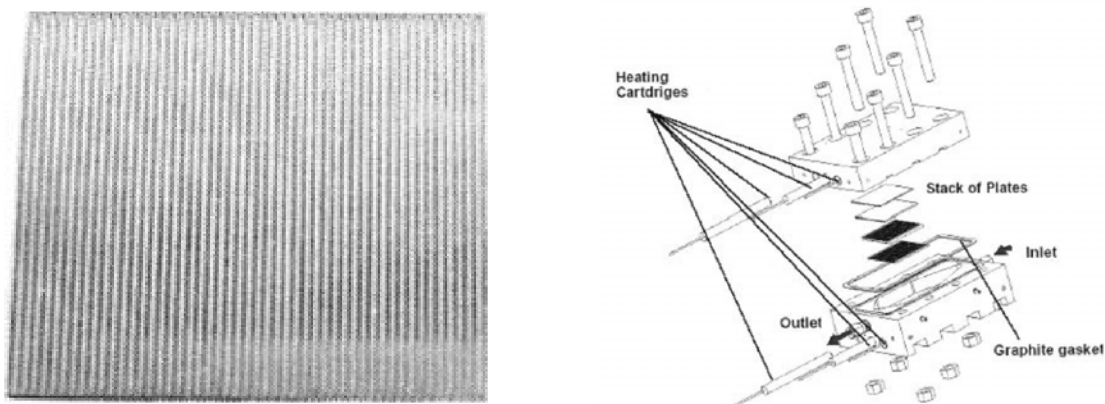 Heating
Cartdriges
Stack of Plates
Inlet
Outlet
Graphite gasket